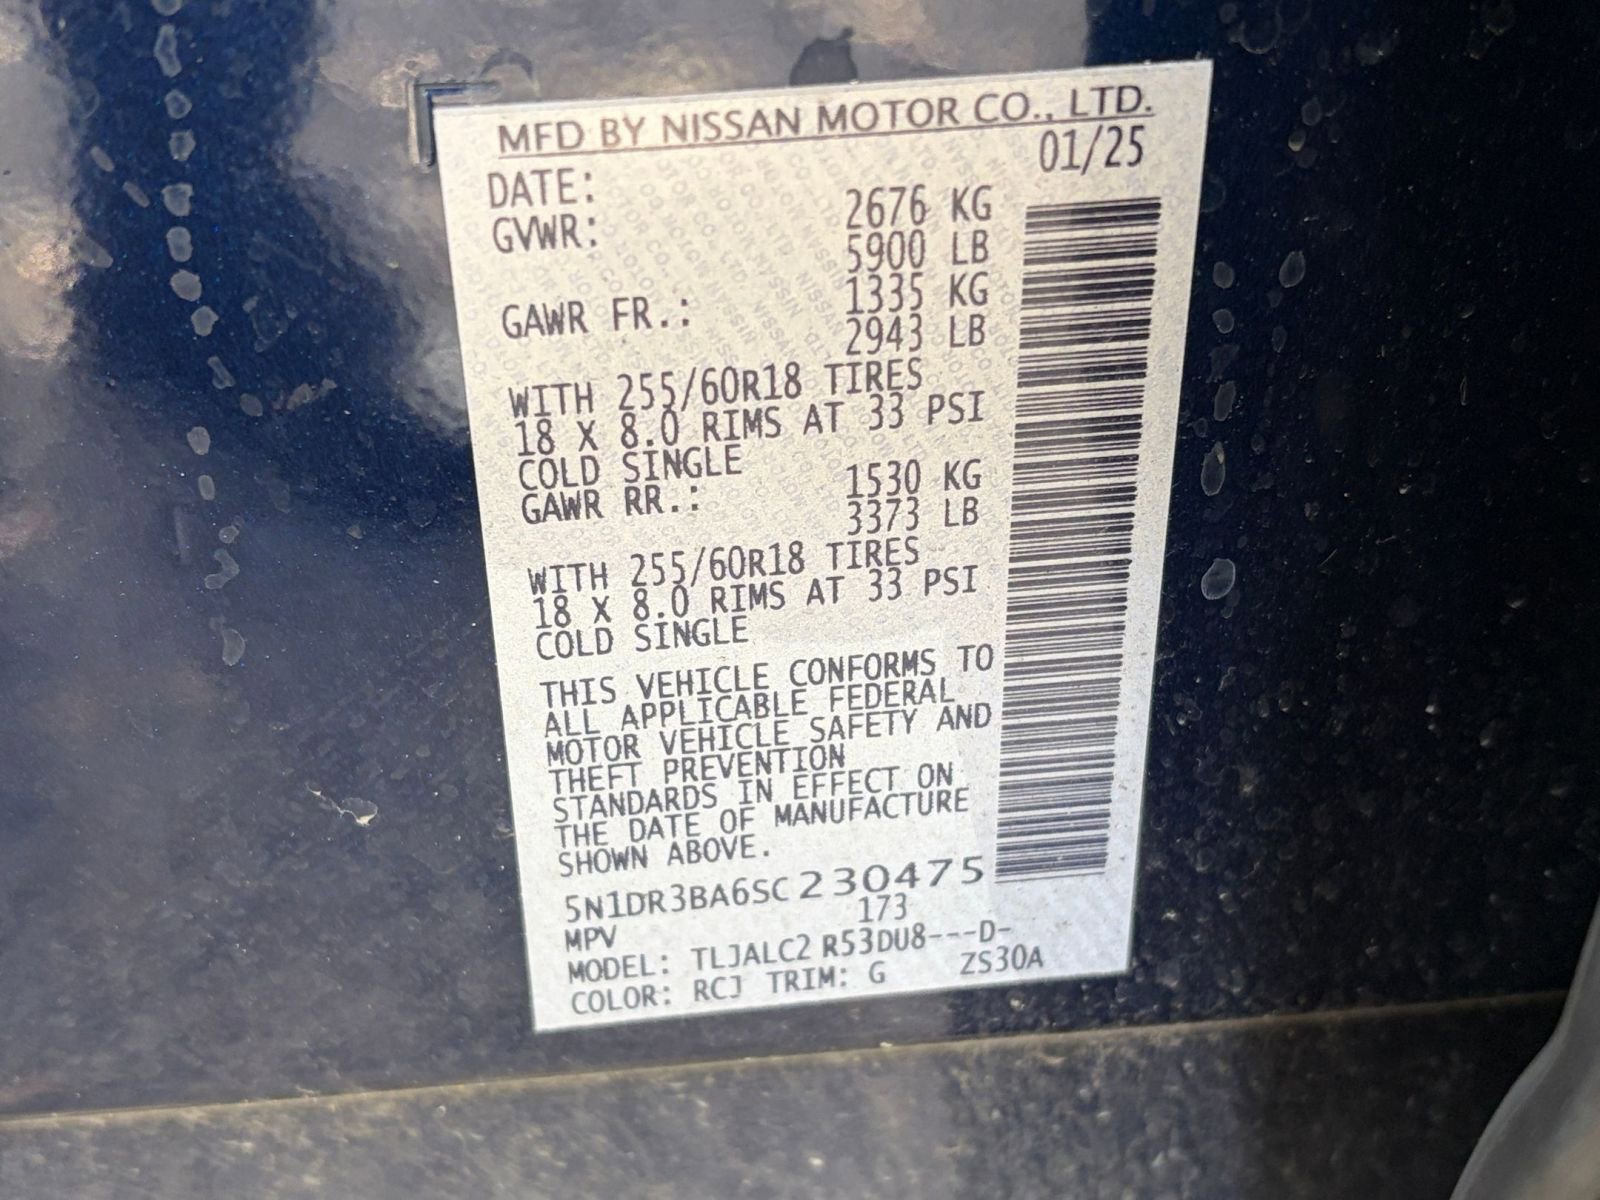 MFD BY NISSAN MOTOR CO., LTD.
DATE: 01/25
GVWR: 2676 KG
5900 LB
GAWR FR.: 1335 KG
2943 LB
WITH 255/60R18 TIRES
18 X 8.0 RIMS AT 33 PSI
COLD SINGLE
GAWR RR.: 1530 KG
3373 LB
WITH 255/60R18 TIRES
18 X 8.0 RIMS AT 33 PSI
COLD SINGLE
THIS VEHICLE CONFORMS TO
ALL APPLICABLE FEDERAL
MOTOR VEHICLE SAFETY AND
THEFT PREVENTION
STANDARDS IN EFFECT ON
THE DATE OF MANUFACTURE
SHOWN ABOVE.
5N1DR3BA6SC230475
MPV 173
MODEL: TLJALC2 R53DU8---D-
COLOR: RCJ TRIM: G ZS30A